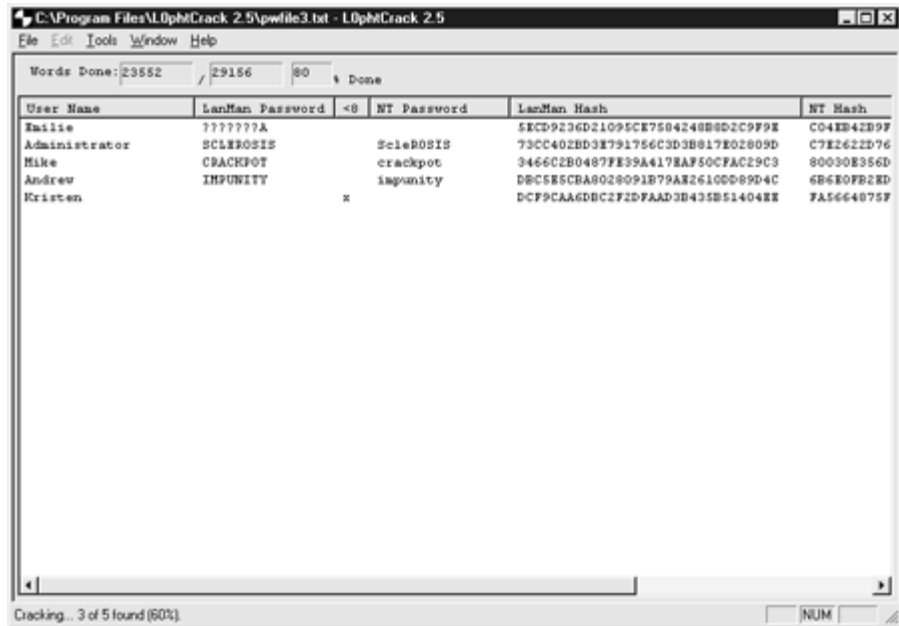 C:\Program Files\L0phtCrack 2.5\pwfile3.txt - L0phtCrack 2.5
File Edit Tools Window Help
Words Done: 23552 / 29156 80 % Done
User Name LanMan Password <8 NT Password LanMan Hash NT Hash
Emilie ???????A 5ECD9236D21095CE7584248B8D2C9F9E C04EB42B9F
Administrator SCLEROSIS ScleROSIS 73CC402BD3E791756C3D3B817E02809D C7E2622D76
Mike CRACKPOT crackpot 3466C2B0487FE39A417EAF50CFAC29C3 80030E356D
Andrew IMPUNITY impunity DBC5E5CBA8028091B79AE2610DD89D4C 6B6E0FB2ED
Kristen x DCF9CAA6DBC2F2DFAAD3B435B51404EE FA5664875F
Cracking... 3 of 5 found (60%).
NUM